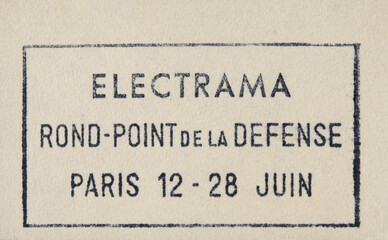 ELECTRAMA
ROND-POINT DE LA DEFENSE
PARIS 12 - 28 JUIN